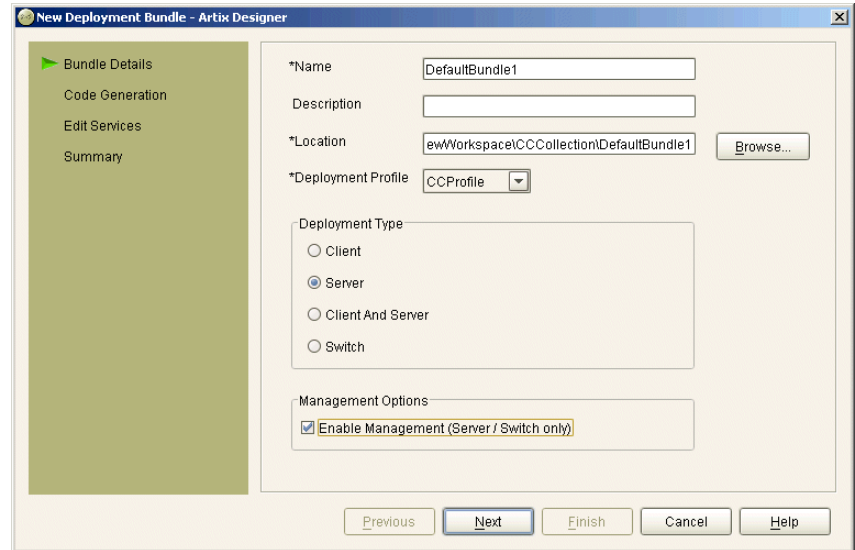 New Deployment Bundle - Artix Designer
Bundle Details
Code Generation
Edit Services
Summary
*Name
DefaultBundle1
Description
*Location
ewWorkspace\CCCollection\DefaultBundle1
Browse...
*Deployment Profile
CCProfile
Deployment Type
Client
Server
Client And Server
Switch
Management Options
Enable Management (Server / Switch only)
Previous
Next
Finish
Cancel
Help